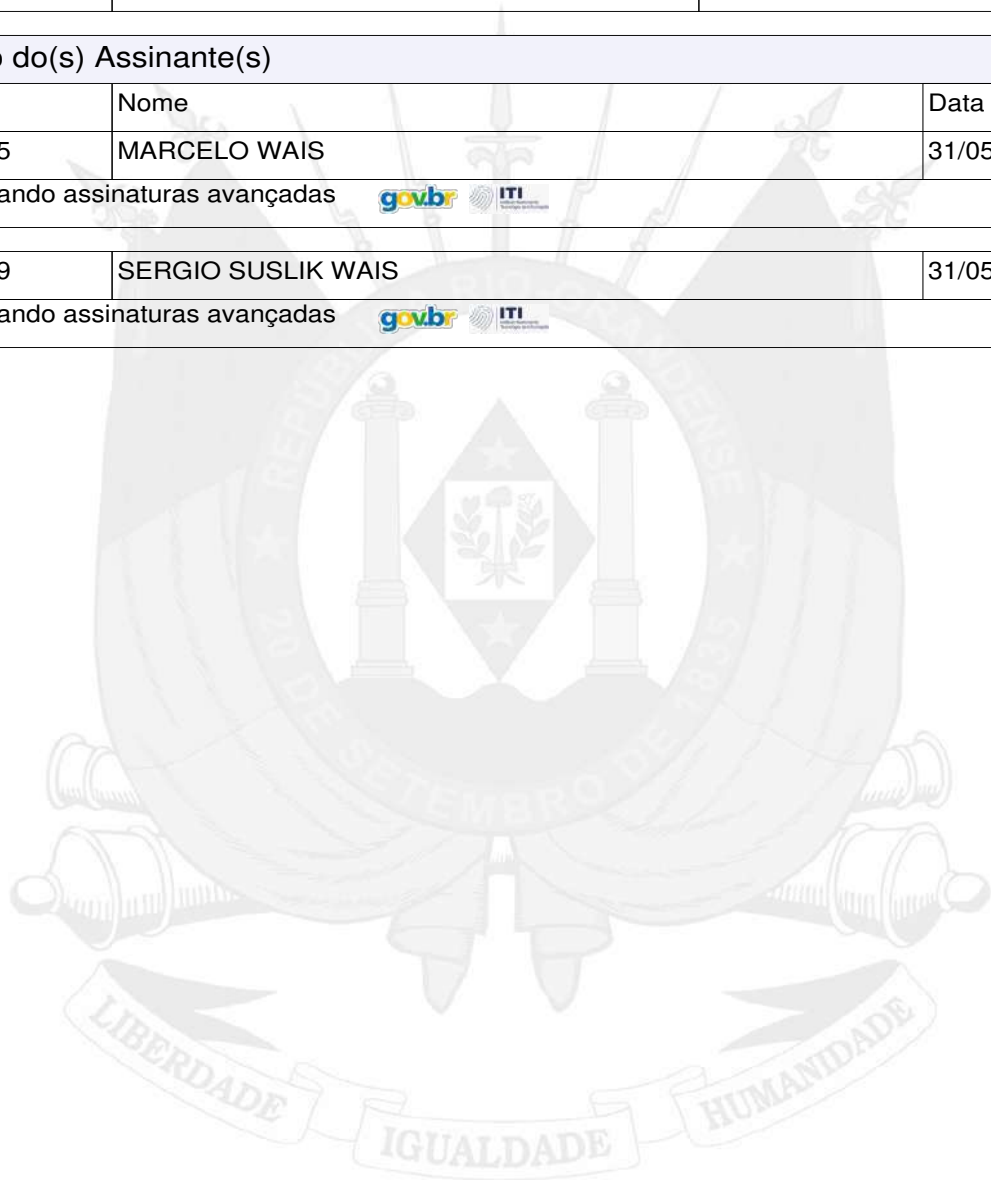 o do(s) Assinante(s)
Nome Data
5 MARCELO WAIS 31/05
ando assinaturas avançadas gov.br ITI
9 SERGIO SUSLIK WAIS 31/05
ando assinaturas avançadas gov.br ITI
REPÚBLICA RIO GRANDENSE
20 DE SETEMBRO DE 1835
LIBERDADE IGUALDADE HUMANIDADE